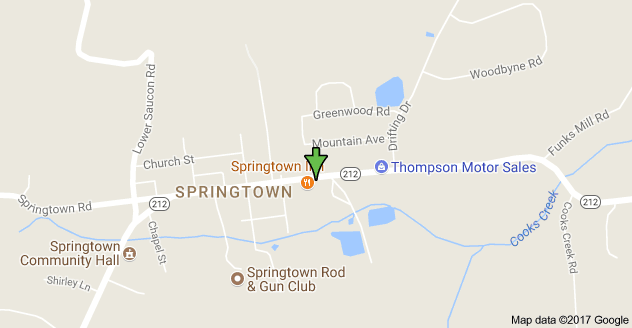 Woodbyne Rd
Lower Saucon Rd
Greenwood Rd
Drifting Dr
Funks Mill Rd
Mountain Ave
Church St
Springtown
212
Thompson Motor Sales
SPRINGTOWN
Springtown Rd
212
212
Chapel St
Cooks Creek
Cooks Creek Rd
Springtown
Community Hall
Springtown Rod
& Gun Club
Shirley Ln
Map data ©2017 Google